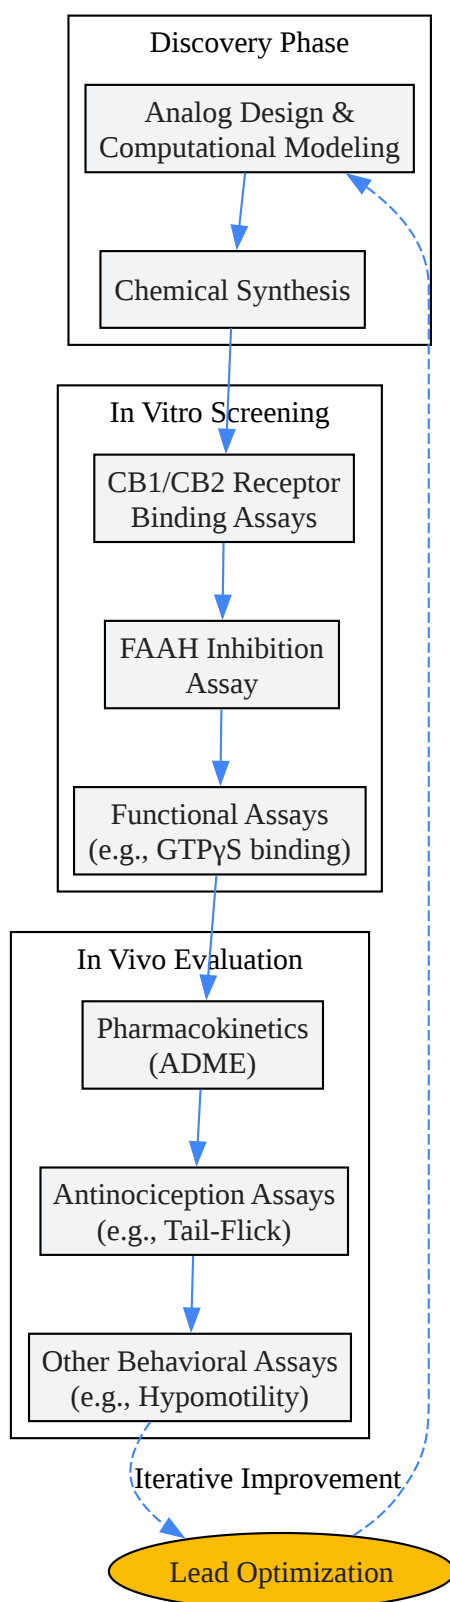 Discovery Phase
Analog Design &
Computational Modeling
Chemical Synthesis
In Vitro Screening
CB1/CB2 Receptor
Binding Assays
FAAH Inhibition
Assay
Functional Assays
(e.g., GTPγS binding)
In Vivo Evaluation
Pharmacokinetics
(ADME)
Antinociception Assays
(e.g., Tail-Flick)
Other Behavioral Assays
(e.g., Hypomotility)
Iterative Improvement
Lead Optimization